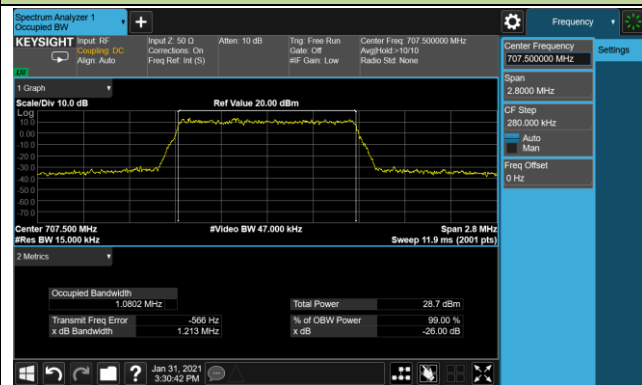 Spectrum Analyzer 1
Occupied BW
Frequency
KEYSIGHT
Input: RF
Coupling: DC
Align: Auto
Input Z: 50 Ω
Corrections: On
Freq Ref: Int (S)
Atten: 10 dB
Trig: Free Run
Gate: Off
#IF Gain: Low
Center Freq: 707.500000 MHz
Avg|Hold:>10/10
Radio Std: None
LXI
1 Graph
Scale/Div 10.0 dB
Ref Value 20.00 dBm
Log
10.0
0.00
-10.0
-20.0
-30.0
-40.0
-50.0
-60.0
-70.0
Center 707.500 MHz
#Video BW 47.000 kHz
Span 2.8 MHz
#Res BW 15.000 kHz
Sweep 11.9 ms (2001 pts)
2 Metrics
Occupied Bandwidth
1.0802 MHz
Total Power
28.7 dBm
Transmit Freq Error
-566 Hz
% of OBW Power
99.00 %
x dB Bandwidth
1.213 MHz
x dB
-26.00 dB
Center Frequency
707.500000 MHz
Settings
Span
2.8000 MHz
CF Step
280.000 kHz
Auto
Man
Freq Offset
0 Hz
?
Jan 31, 2021
3:30:42 PM